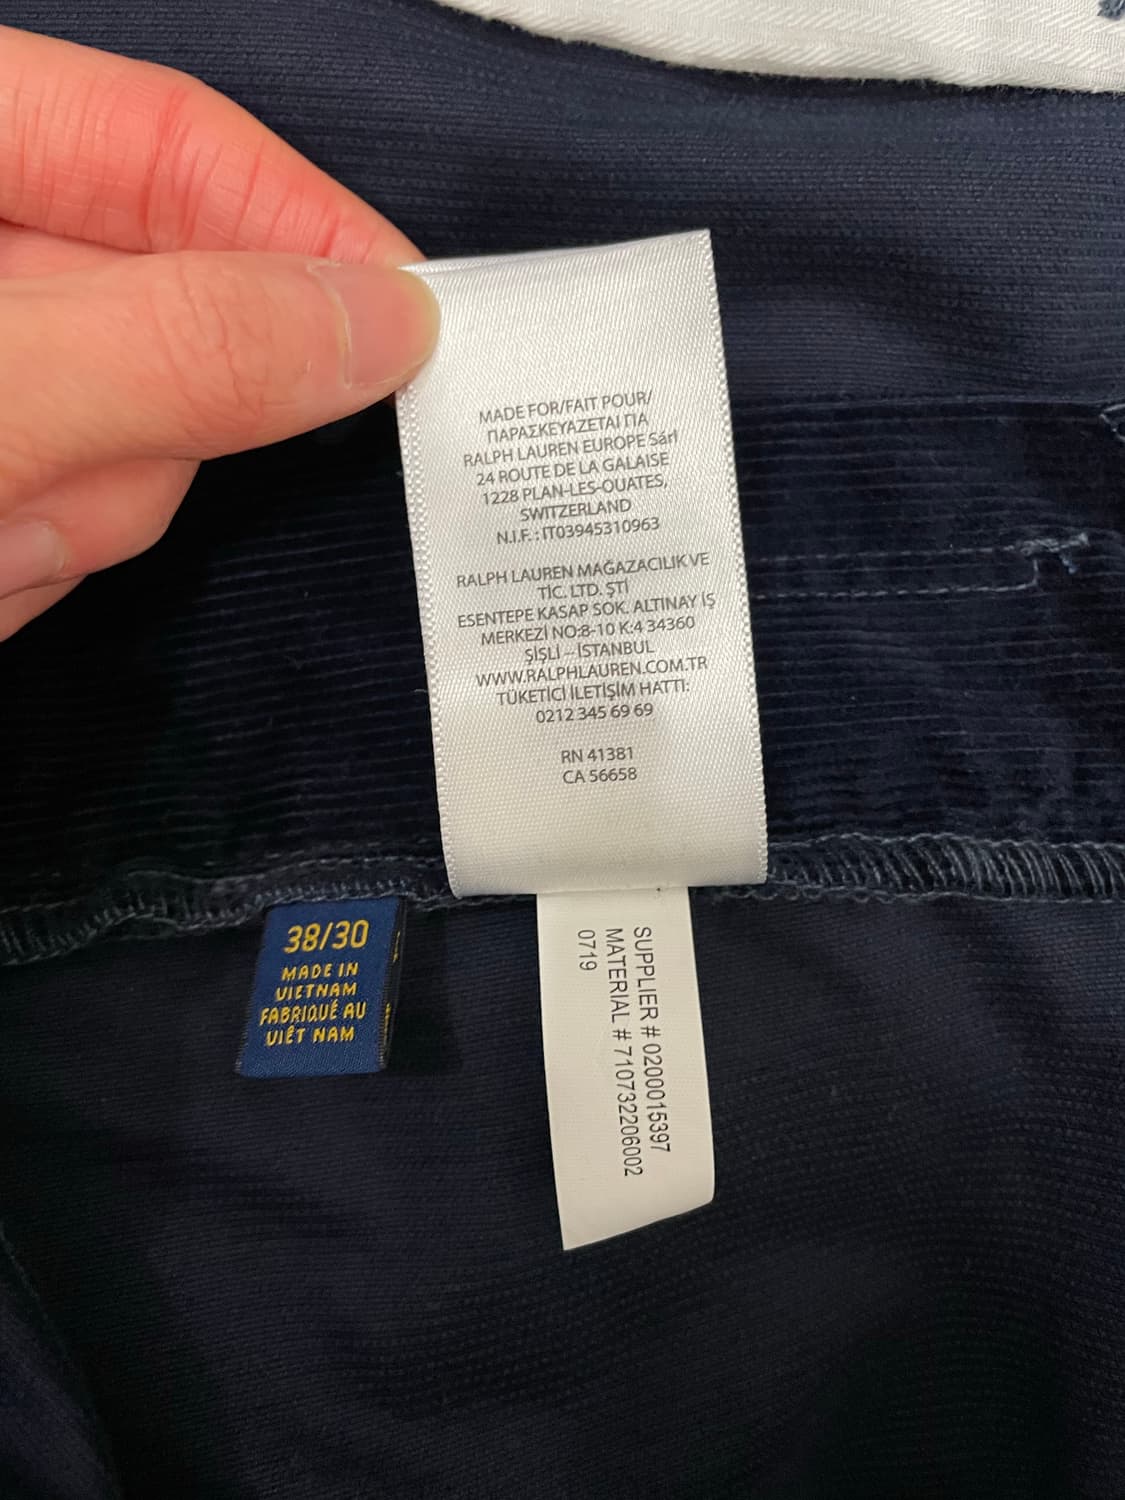 MADE FOR/FAIT POUR/
ΠΑΡΑΣΚΕΥΑΖΕΤΑΙ ΓΙΑ
RALPH LAUREN EUROPE Sárl
24 ROUTE DE LA GALAISE
1228 PLAN-LES-OUATES,
SWITZERLAND
N.I.F.: IT03945310963
RALPH LAUREN MAĞAZACILIK VE
TİC. LTD. ŞTİ
ESENTEPE KASAP SOK. ALTINAY İŞ
MERKEZİ NO:8-10 K:4 34360
ŞİŞLİ – İSTANBUL
WWW.RALPHLAUREN.COM.TR
TÜKETİCİ İLETİŞİM HATTI:
0212 345 69 69
RN 41381
CA 56658
38/30
MADE IN
VIETNAM
FABRIQUÉ AU
VIÊT NAM
SUPPLIER # 0200015397
MATERIAL # 710732206002
0719